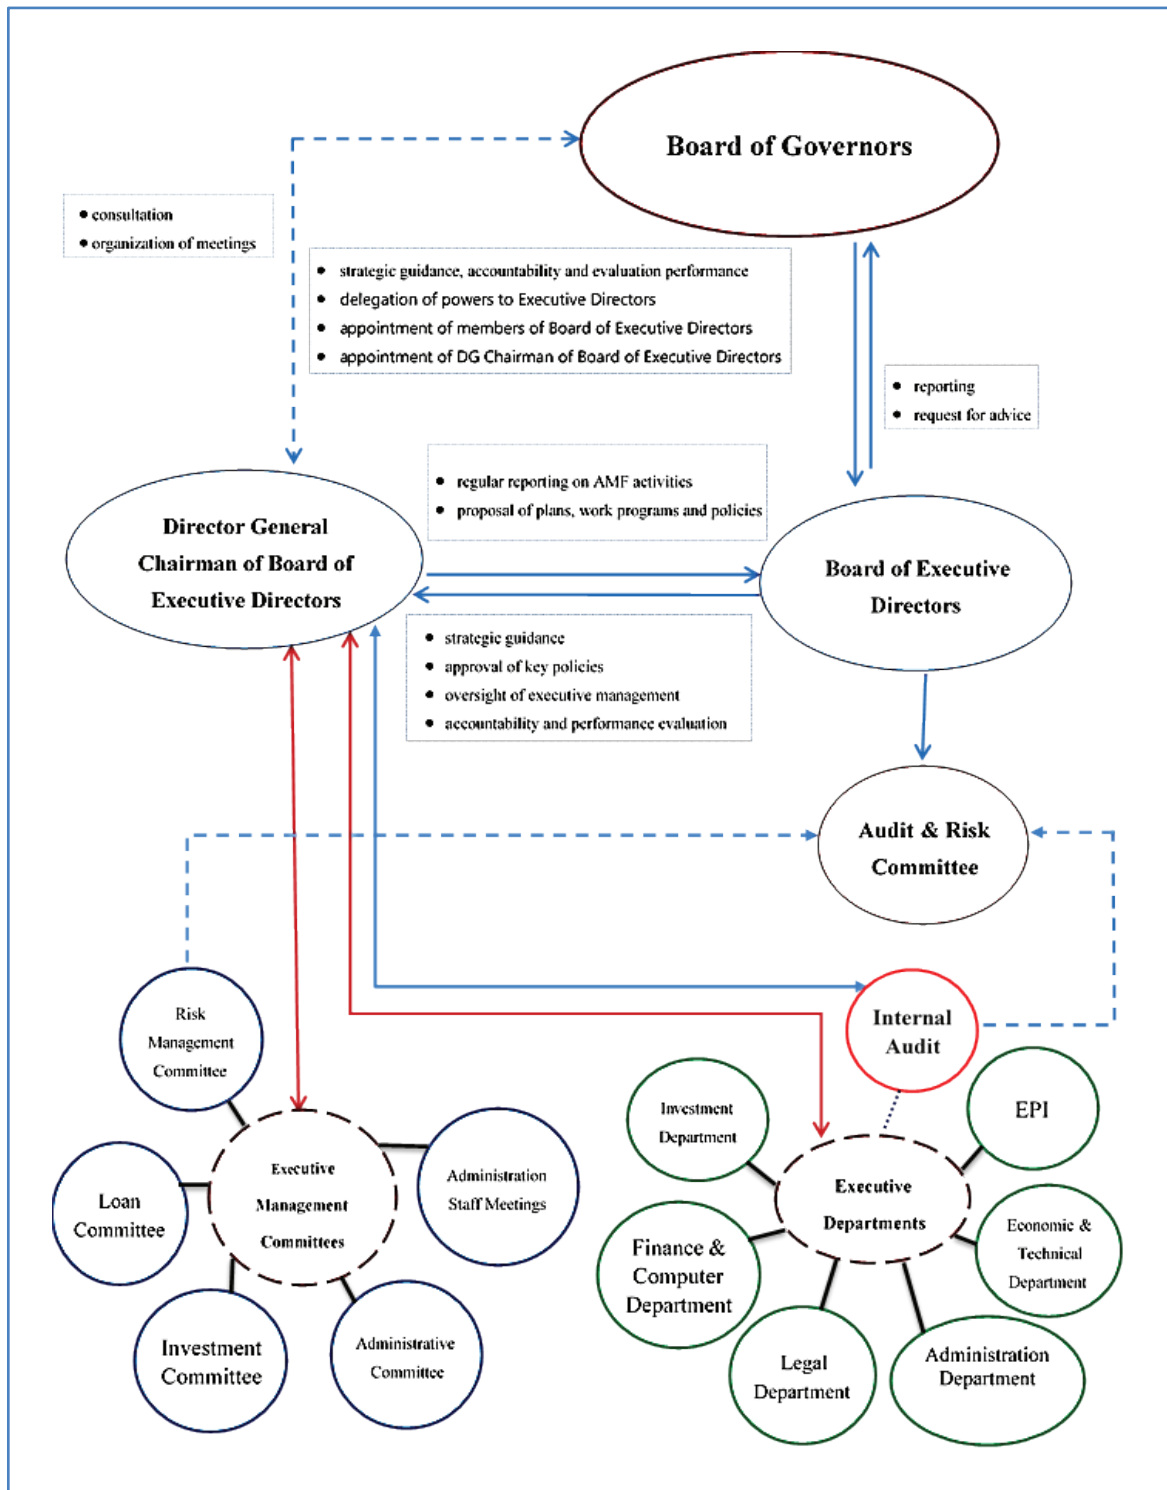 Board of Governors
● consultation
● organization of meetings
● strategic guidance, accountability and evaluation performance
● delegation of powers to Executive Directors
● appointment of members of Board of Executive Directors
● appointment of DG Chairman of Board of Executive Directors
● reporting
● request for advice
● regular reporting on AMF activities
● proposal of plans, work programs and policies
Director General
Chairman of Board of
Executive Directors
Board of Executive
Directors
● strategic guidance
● approval of key policies
● oversight of executive management
● accountability and performance evaluation
Audit & Risk
Committee
Risk
Management
Committee
Internal
Audit
Investment
Department
EPI
Executive
Management
Committees
Administration
Staff Meetings
Loan
Committee
Executive
Departments
Economic &
Technical
Department
Finance &
Computer
Department
Investment
Committee
Administrative
Committee
Legal
Department
Administration
Department